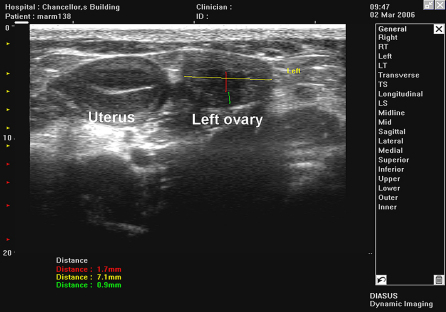 Hospital : Chancellor,s Building
Clinician :
09:47
Patient : marm138
ID :
02 Mar 2006
0
General
Right
RT
Left
LT
Transverse
TS
Longitudinal
LS
Midline
Mid
Sagittal
Lateral
Medial
Superior
Inferior
Upper
Lower
Outer
Inner
Left
Uterus
Left ovary
10
20
Distance
Distance : 1.7mm
Distance : 7.1mm
Distance : 0.9mm
DIASUS
Dynamic Imaging